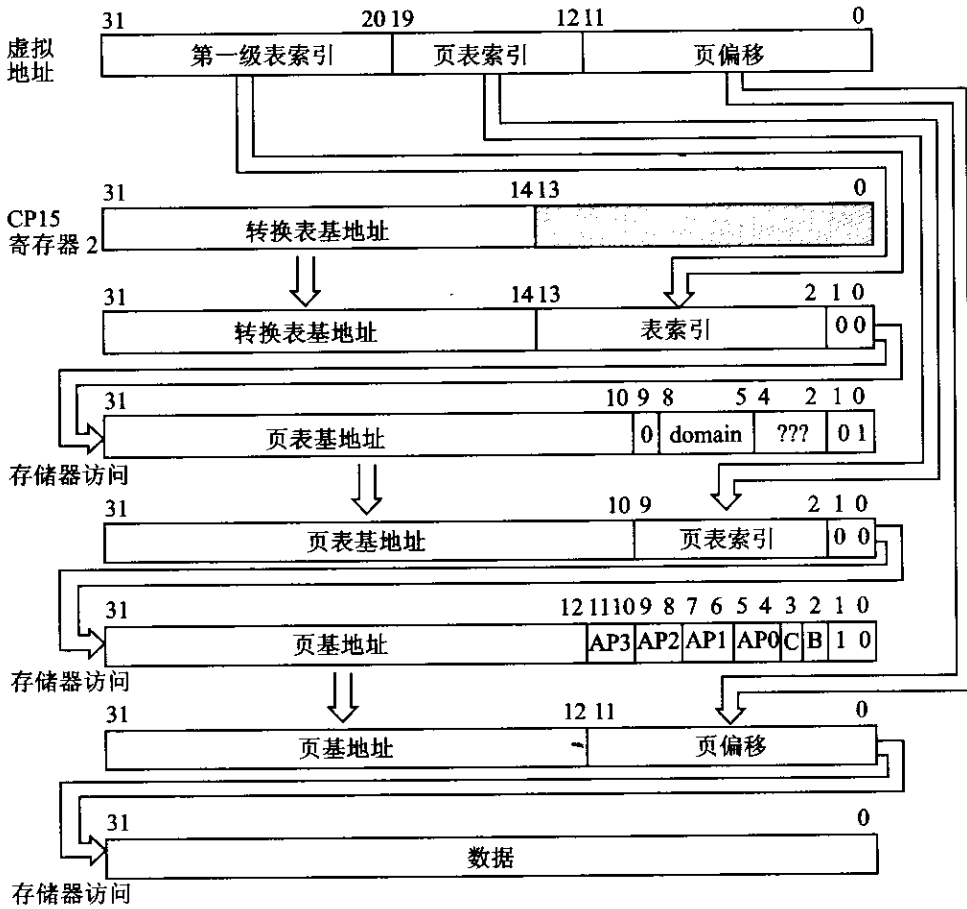 31 20 19 12 11 0
虚拟
地址
第一级表索引 页表索引 页偏移
31 14 13 0
CP15
寄存器 2
转换表基地址
31 14 13 2 1 0
转换表基地址 表索引 0 0
31 10 9 8 5 4 2 1 0
页表基地址 0 domain ??? 0 1
存储器访问
31 10 9 2 1 0
页表基地址 页表索引 0 0
31 12 11 10 9 8 7 6 5 4 3 2 1 0
页基地址 AP3 AP2 AP1 AP0 C B 1 0
存储器访问
31 12 11 0
页基地址 页偏移
31 0
数据
存储器访问